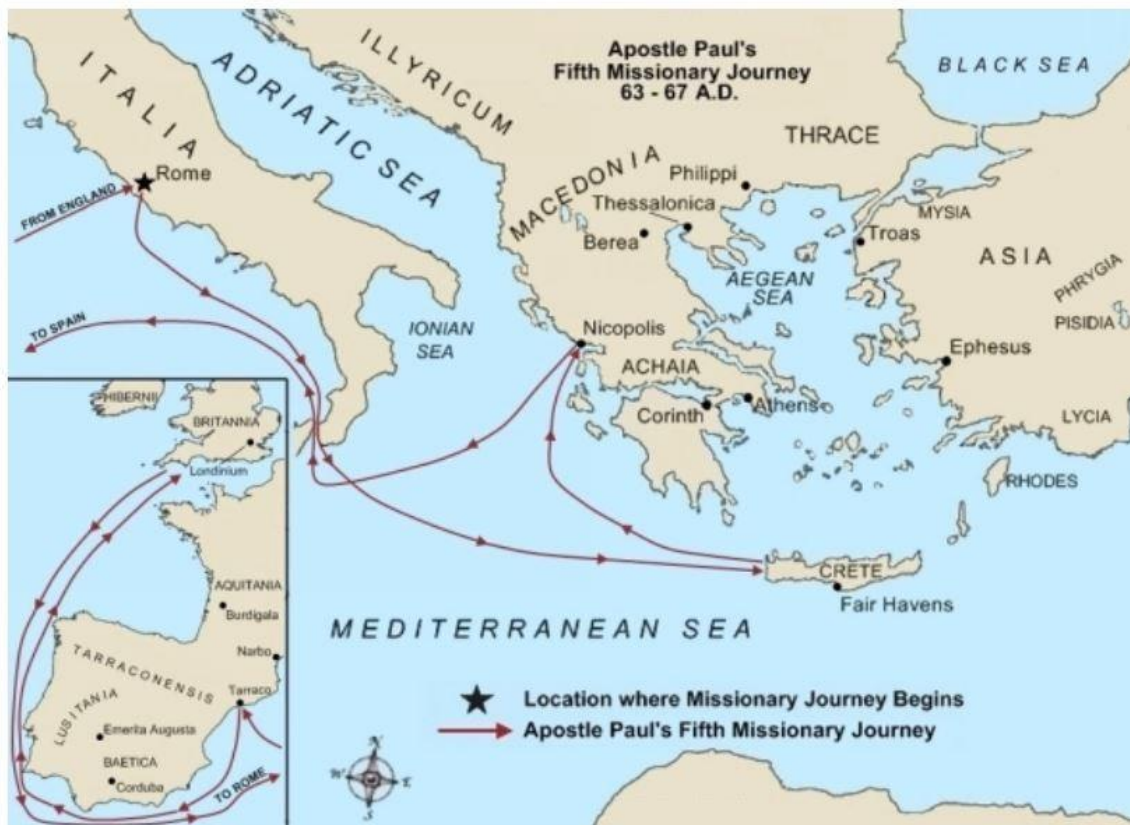 Apostle Paul's
Fifth Missionary Journey
63 - 67 A.D.
ITALIA
ADRIATIC SEA
ILLYRICUM
BLACK SEA
THRACE
MACEDONIA
Rome
FROM ENGLAND
Philippi
Thessalonica
Berea
Troas
MYSIA
ASIA
PHRYGIA
PISIDIA
AEGEAN
SEA
IONIAN
SEA
TO SPAIN
Nicopolis
ACHAIA
Ephesus
Corinth
Athens
LYCIA
RHODES
CRETE
Fair Havens
MEDITERRANEAN SEA
HIBERNII
BRITANNIA
Londinium
AQUITANIA
Burdigala
Narbo
TARRACONENSIS
Tarraco
LUSITANIA
Emerita Augusta
BAETICA
Corduba
TO ROME
Location where Missionary Journey Begins
Apostle Paul's Fifth Missionary Journey
N
W
E
S